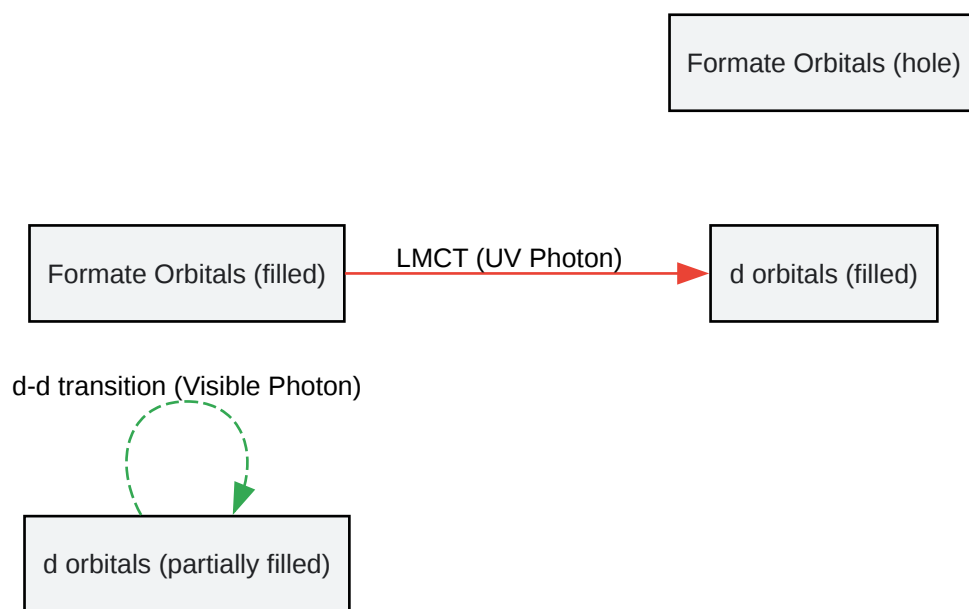 Formate Orbitals (hole)
Formate Orbitals (filled)
LMCT (UV Photon)
d orbitals (filled)
d-d transition (Visible Photon)
d orbitals (partially filled)